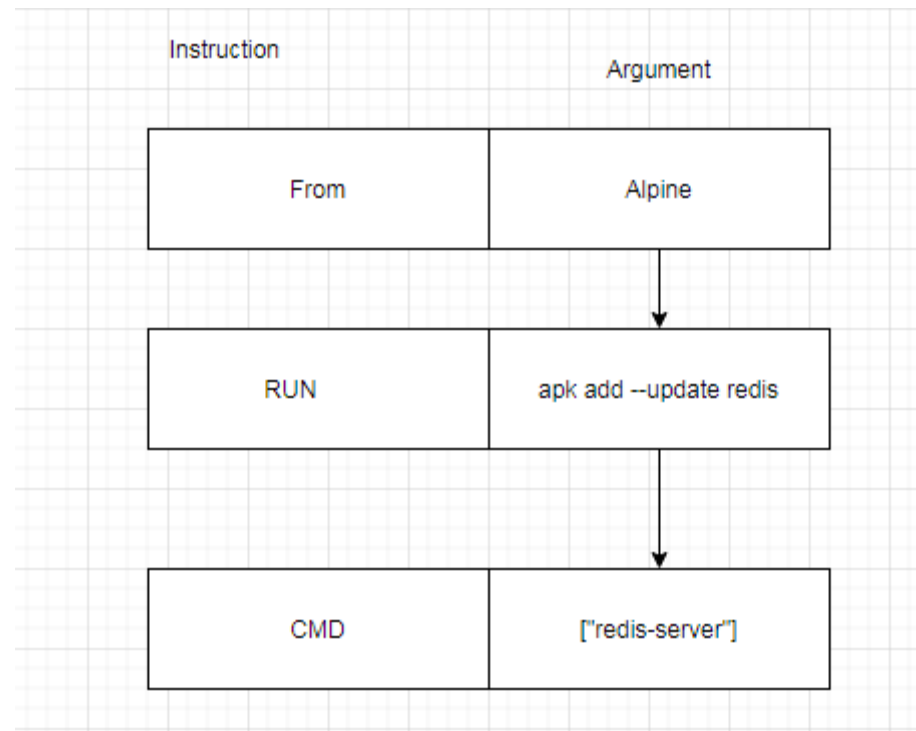 Instruction
Argument
From
Alpine
RUN
apk add --update redis
CMD
["redis-server"]